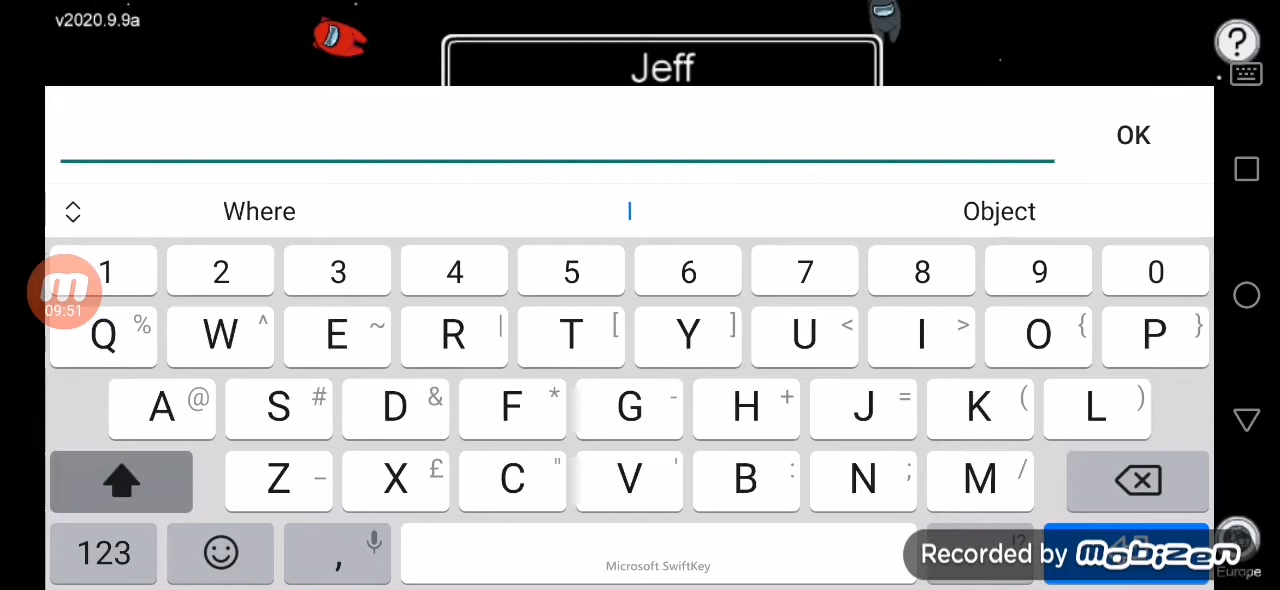 v2020.9.9a
?
Jeff
OK
Where I Object
1 2 3 4 5 6 7 8 9 0
m
09:51
Q % W ^ E ~ R | T [ Y ] U < I > O { P }
A @ S # D & F * G - H + J = K ( L )
Z _ X £ C " V ' B : N ; M /
123 , !?
Microsoft SwiftKey
Recorded by mobizen
Europe